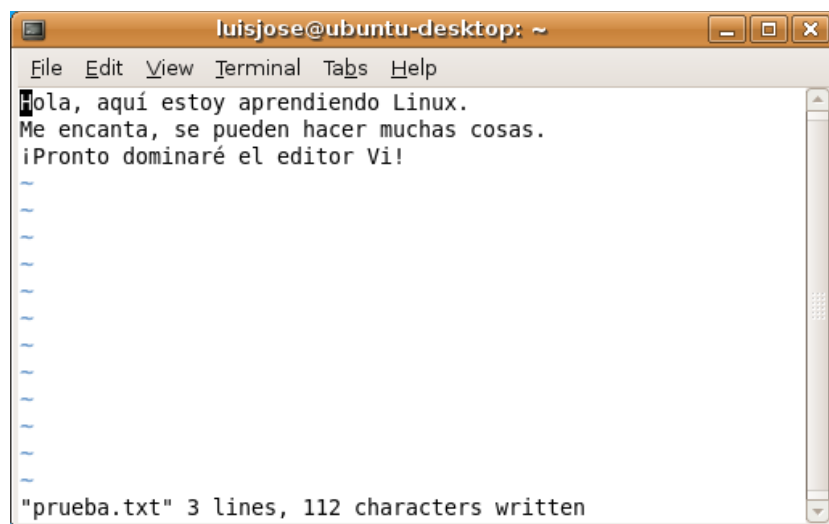 luisjose@ubuntu-desktop: ~
File Edit View Terminal Tabs Help
Hola, aquí estoy aprendiendo Linux.
Me encanta, se pueden hacer muchas cosas.
¡Pronto dominaré el editor Vi!
~
~
~
~
~
~
~
~
~
~
~
~
"prueba.txt" 3 lines, 112 characters written